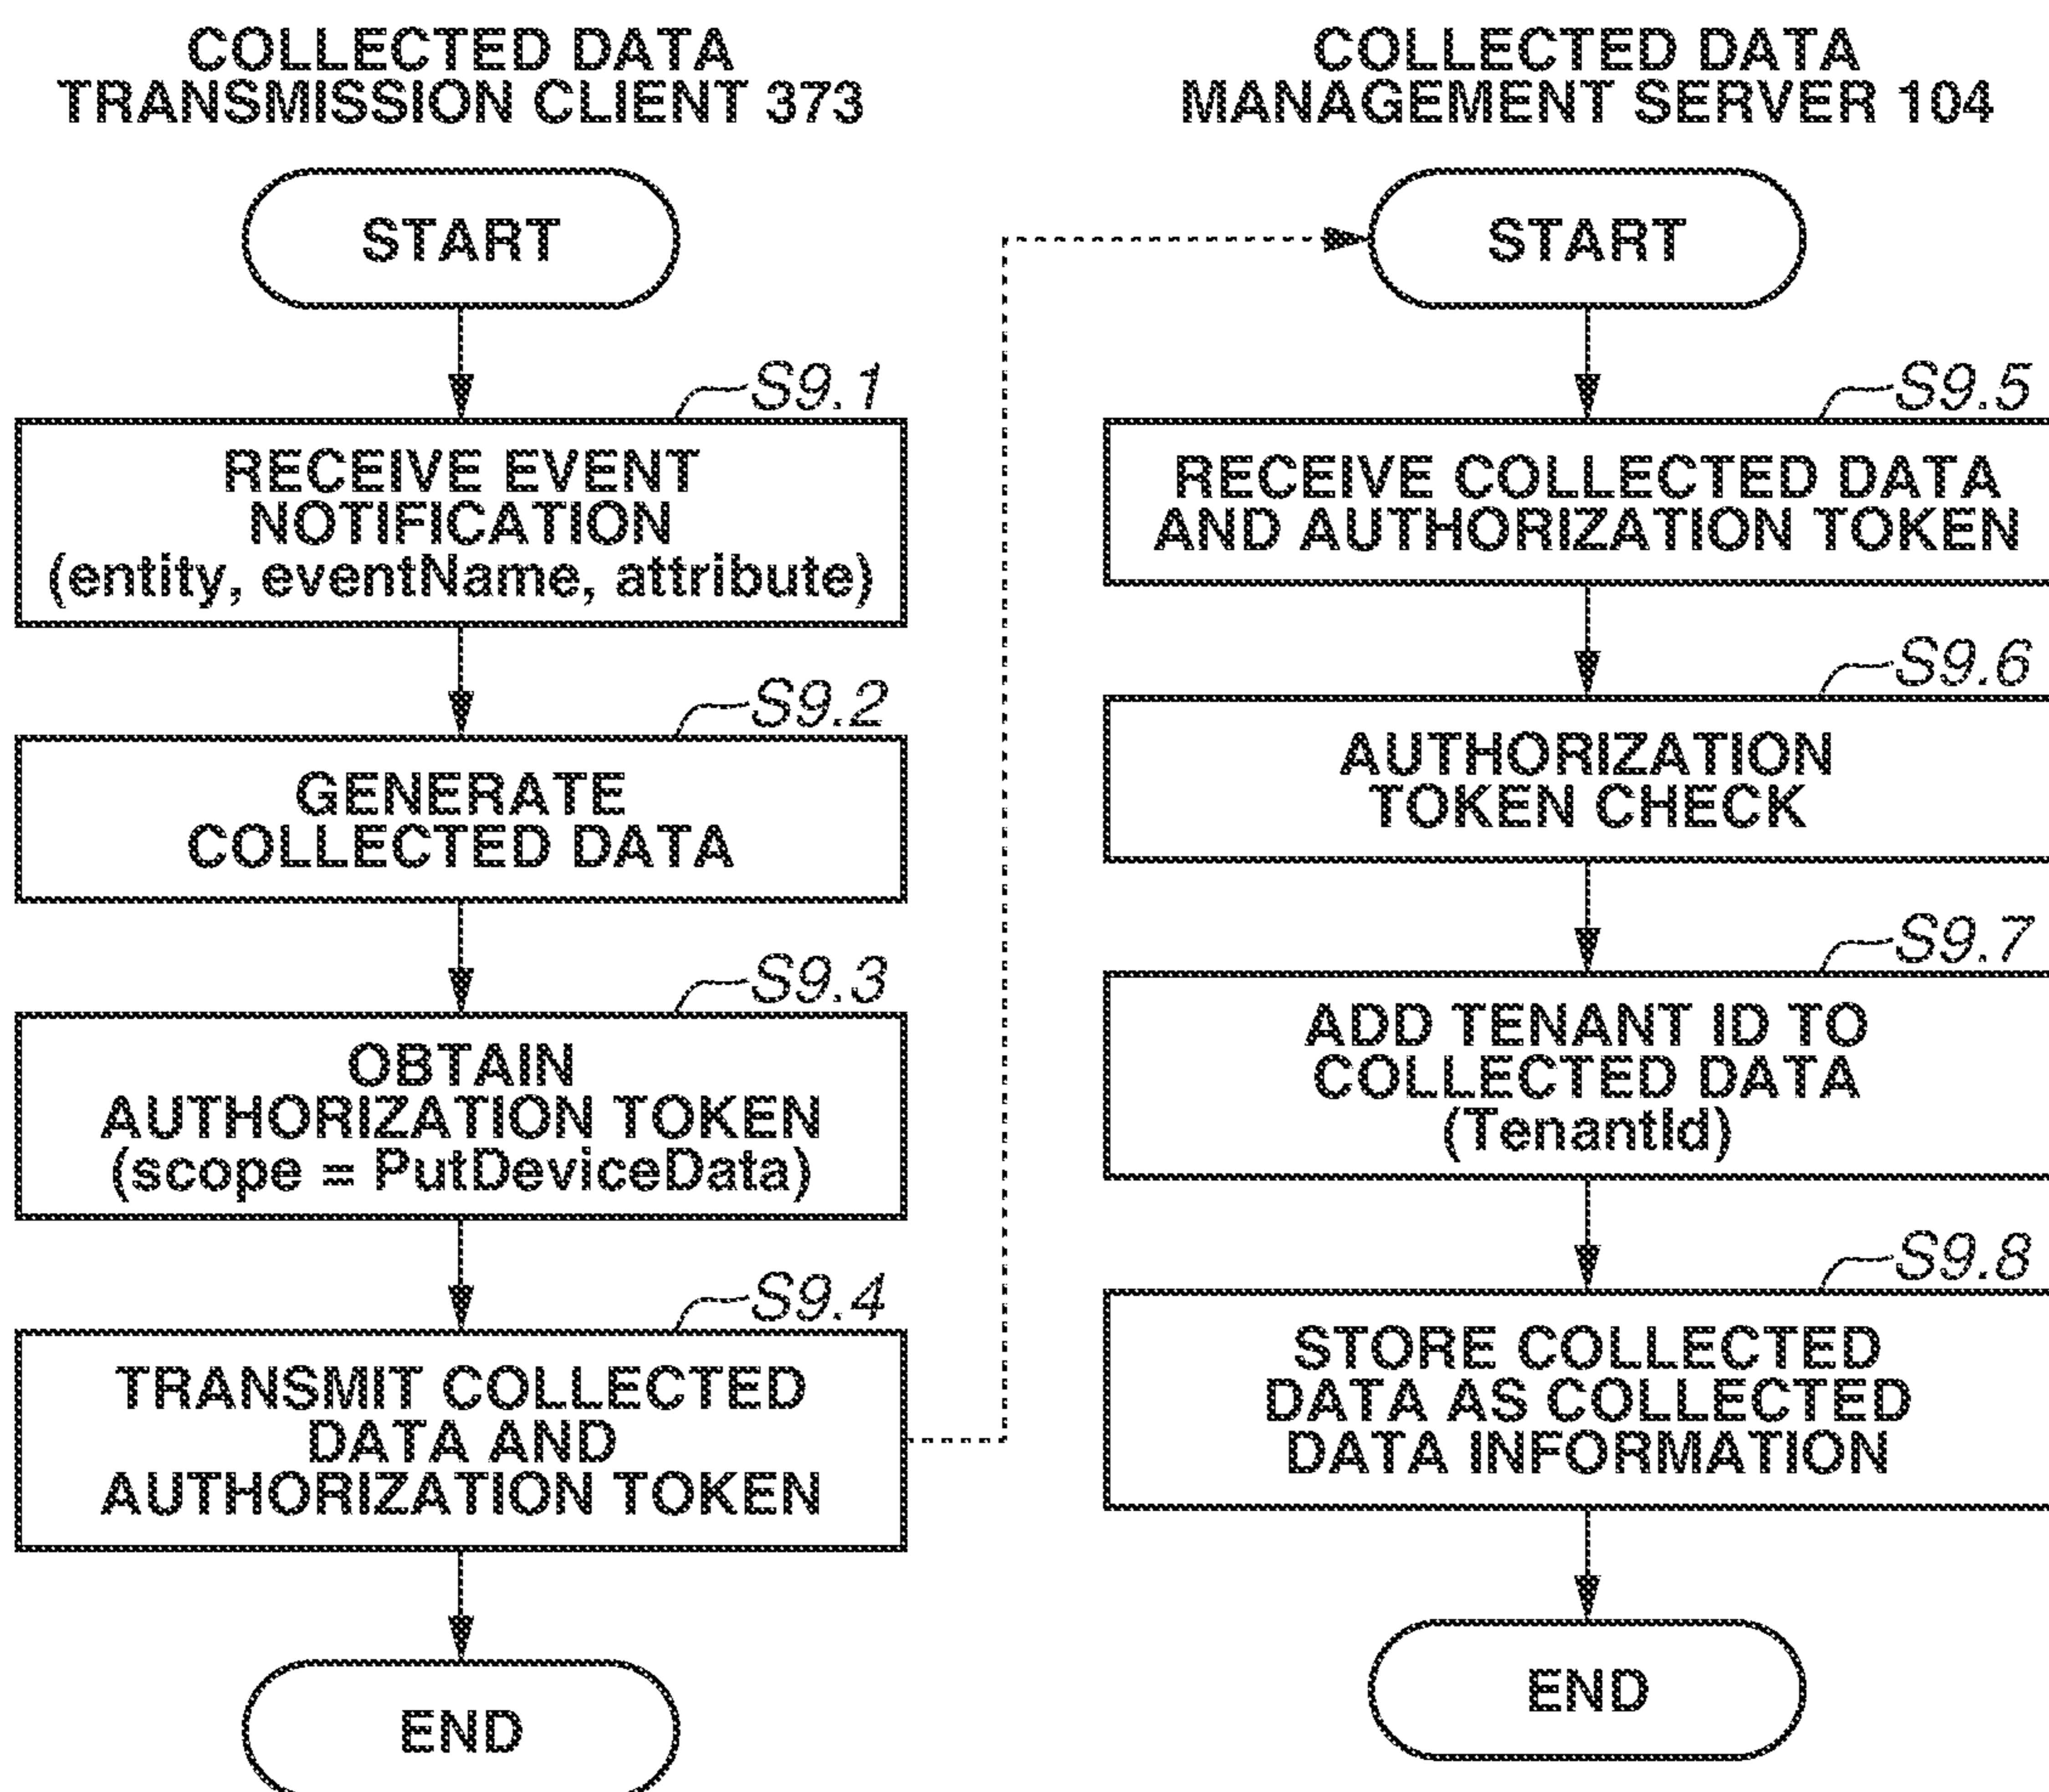 COLLECTED DATA
TRANSMISSION CLIENT 373
START
S9.1
RECEIVE EVENT
NOTIFICATION
(entity, eventName, attribute)
S9.2
GENERATE
COLLECTED DATA
S9.3
OBTAIN
AUTHORIZATION TOKEN
(scope = PutDeviceData)
S9.4
TRANSMIT COLLECTED
DATA AND
AUTHORIZATION TOKEN
END
COLLECTED DATA
MANAGEMENT SERVER 104
START
S9.5
RECEIVE COLLECTED DATA
AND AUTHORIZATION TOKEN
S9.6
AUTHORIZATION
TOKEN CHECK
S9.7
ADD TENANT ID TO
COLLECTED DATA
(TenantId)
S9.8
STORE COLLECTED
DATA AS COLLECTED
DATA INFORMATION
END